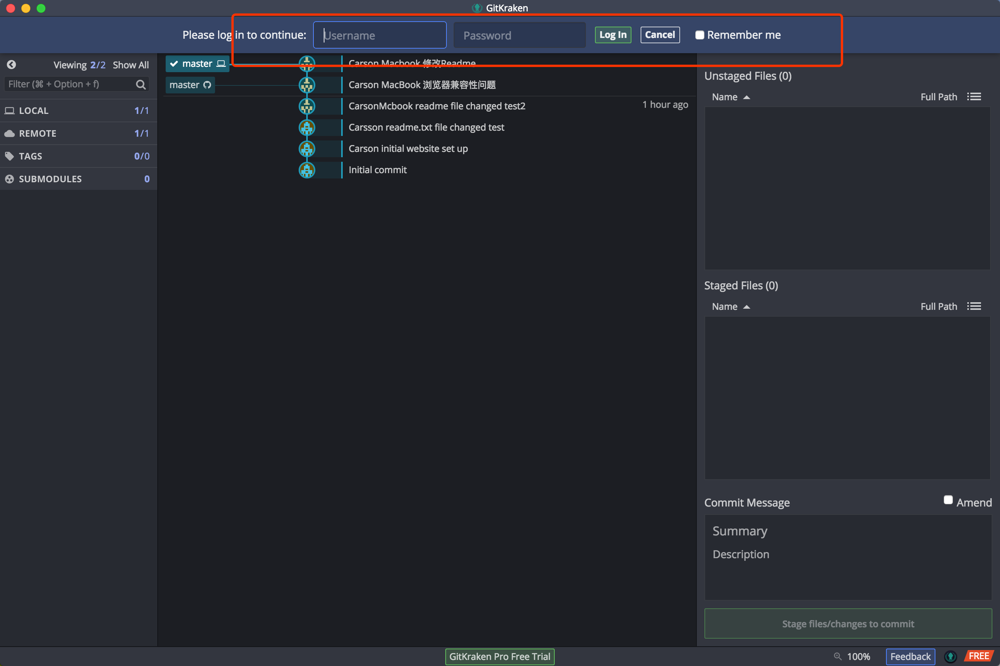 GitKraken
Please log in to continue: Username Password Log In Cancel Remember me
Viewing 2/2 Show All
Filter (⌘ + Option + f)
LOCAL 1/1
REMOTE 1/1
TAGS 0/0
SUBMODULES 0
master Carson Macbook 修改Readme
master Carson MacBook 浏览器兼容性问题
CarsonMcbook readme file changed test2 1 hour ago
Carsson readme.txt file changed test
Carson initial website set up
Initial commit
Unstaged Files (0)
Name Full Path
Staged Files (0)
Name Full Path
Commit Message Amend
Summary
Description
Stage files/changes to commit
GitKraken Pro Free Trial 100% Feedback FREE